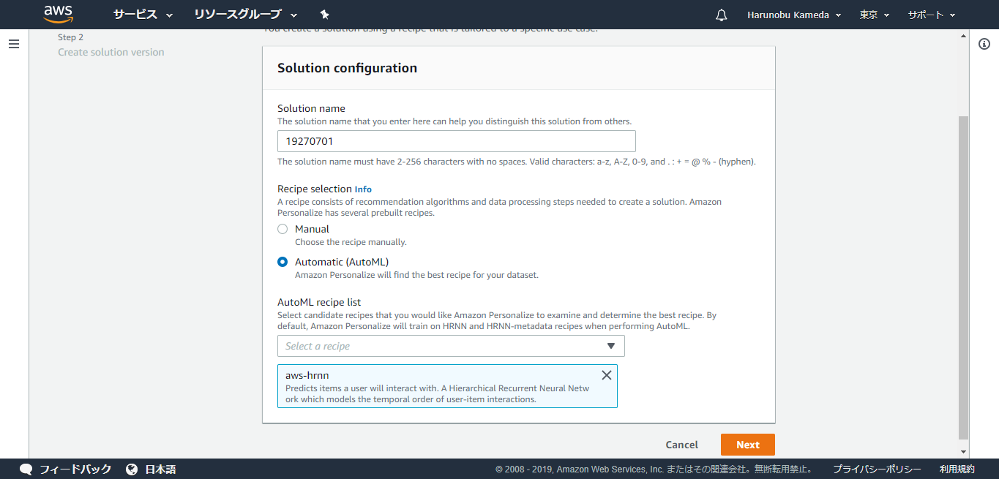 aws サービス リソースグループ Harunobu Kameda 東京 サポート
Step 2
Create solution version
You create a solution using a recipe that is tailored to a specific use case.
Solution configuration
Solution name
The solution name that you enter here can help you distinguish this solution from others.
19270701
The solution name must have 2-256 characters with no spaces. Valid characters: a-z, A-Z, 0-9, and . : + = @ % - (hyphen).
Recipe selection Info
A recipe consists of recommendation algorithms and data processing steps needed to create a solution. Amazon
Personalize has several prebuilt recipes.
Manual
Choose the recipe manually.
Automatic (AutoML)
Amazon Personalize will find the best recipe for your dataset.
AutoML recipe list
Select candidate recipes that you would like Amazon Personalize to examine and determine the best recipe. By
default, Amazon Personalize will train on HRNN and HRNN-metadata recipes when performing AutoML.
Select a recipe
aws-hrnn
Predicts items a user will interact with. A Hierarchical Recurrent Neural Netw
ork which models the temporal order of user-item interactions.
Cancel Next
フィードバック 日本語 © 2008 - 2019, Amazon Web Services, Inc. またはその関連会社。無断転用禁止。 プライバシーポリシー 利用規約